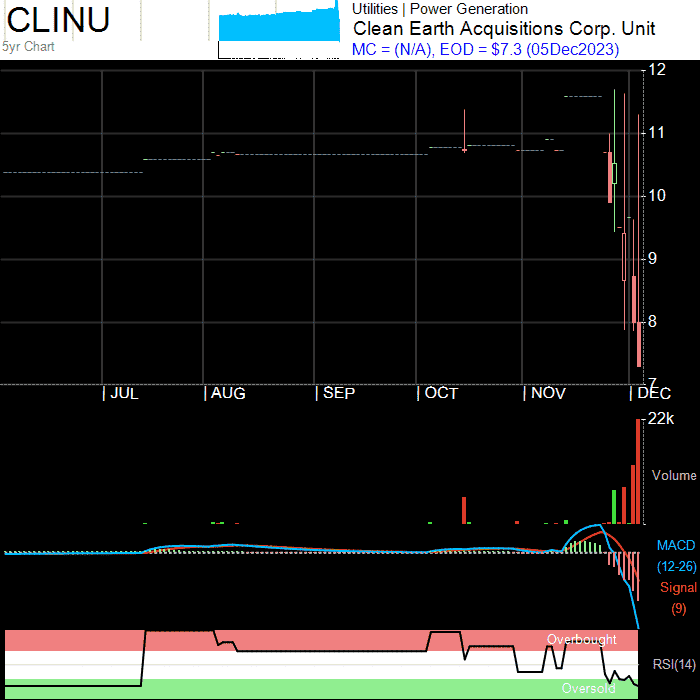 CLINU
5yr Chart
Utilities | Power Generation
Clean Earth Acquisitions Corp. Unit
MC = (N/A), EOD = $7.3 (05Dec2023)
12
11
10
9
8
7
JUL AUG SEP OCT NOV DEC
22k
Volume
MACD
(12-26)
Signal
(9)
Overbought
RSI(14)
Oversold